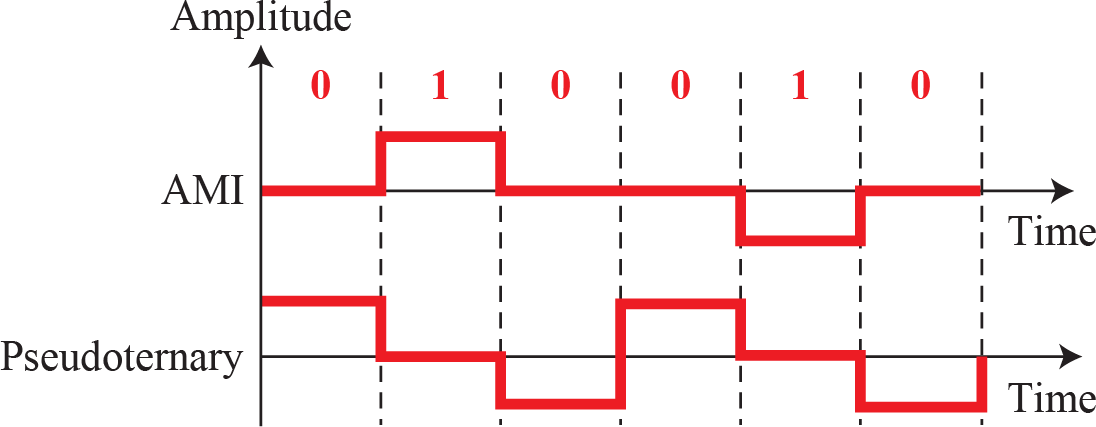 Amplitude
0 1 0 0 1 0
AMI
Time
Pseudoternary
Time